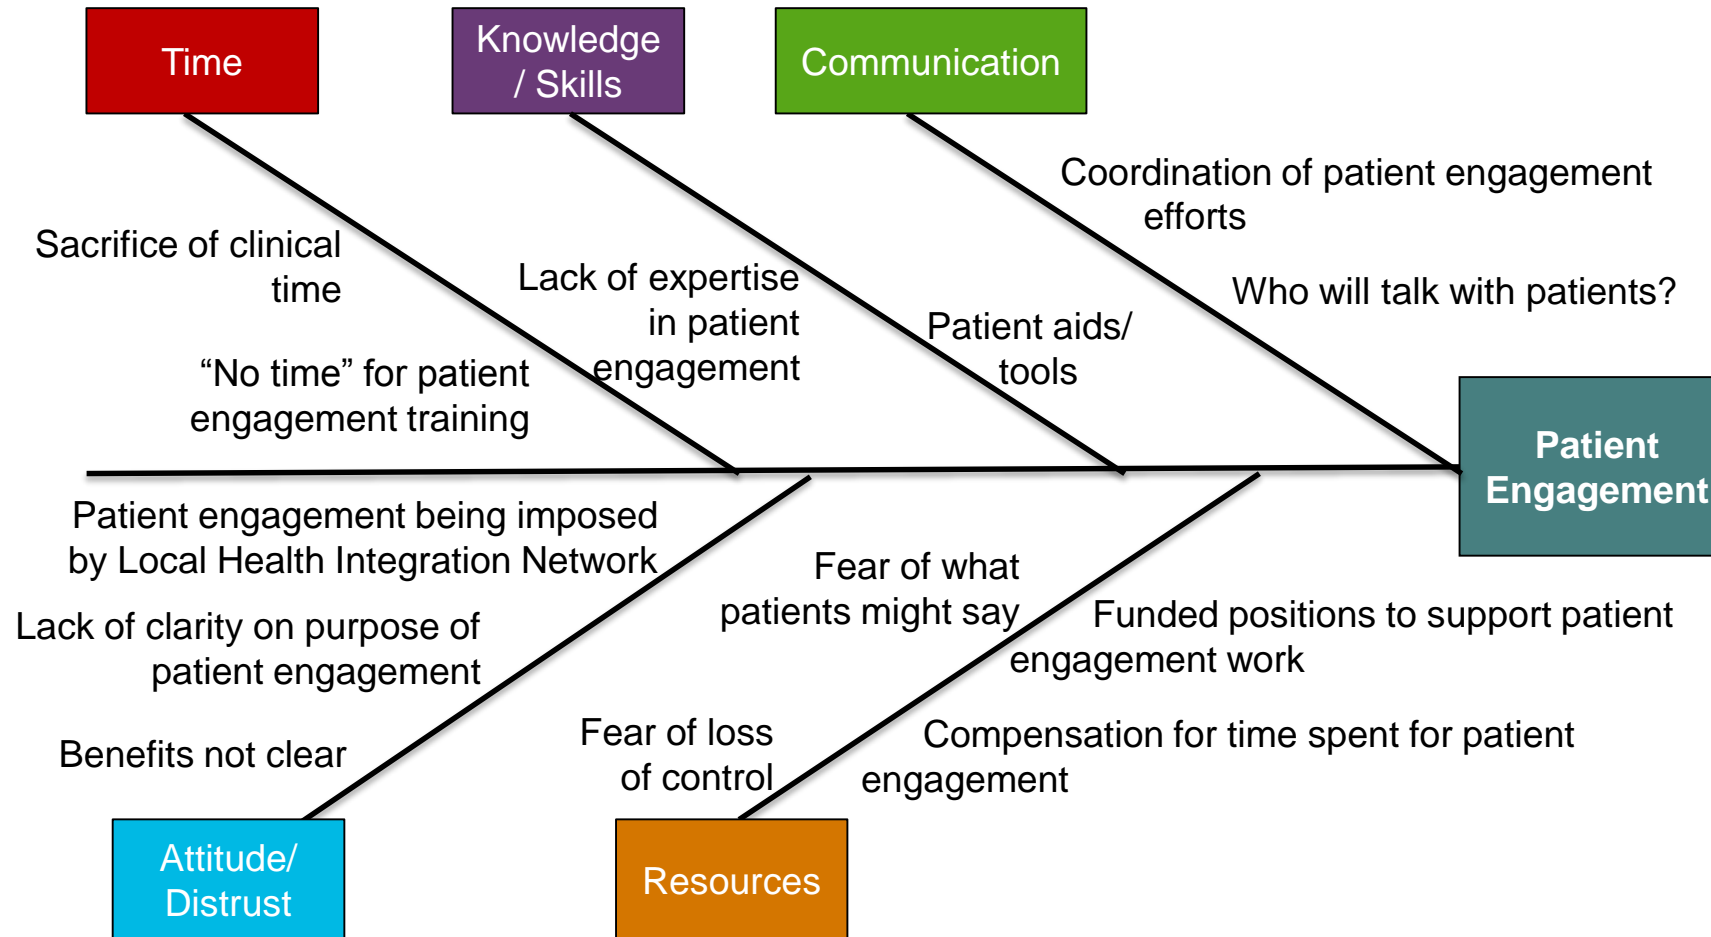 Time
Knowledge
/ Skills
Communication
Coordination of patient engagement
efforts
Sacrifice of clinical
time
Lack of expertise
in patient
engagement
Who will talk with patients?
Patient aids/
tools
“No time” for patient
engagement training
Patient
Engagement
Patient engagement being imposed
by Local Health Integration Network
Fear of what
patients might say
Lack of clarity on purpose of
patient engagement
Funded positions to support patient
engagement work
Benefits not clear
Fear of loss
of control
Compensation for time spent for patient
engagement
Attitude/
Distrust
Resources